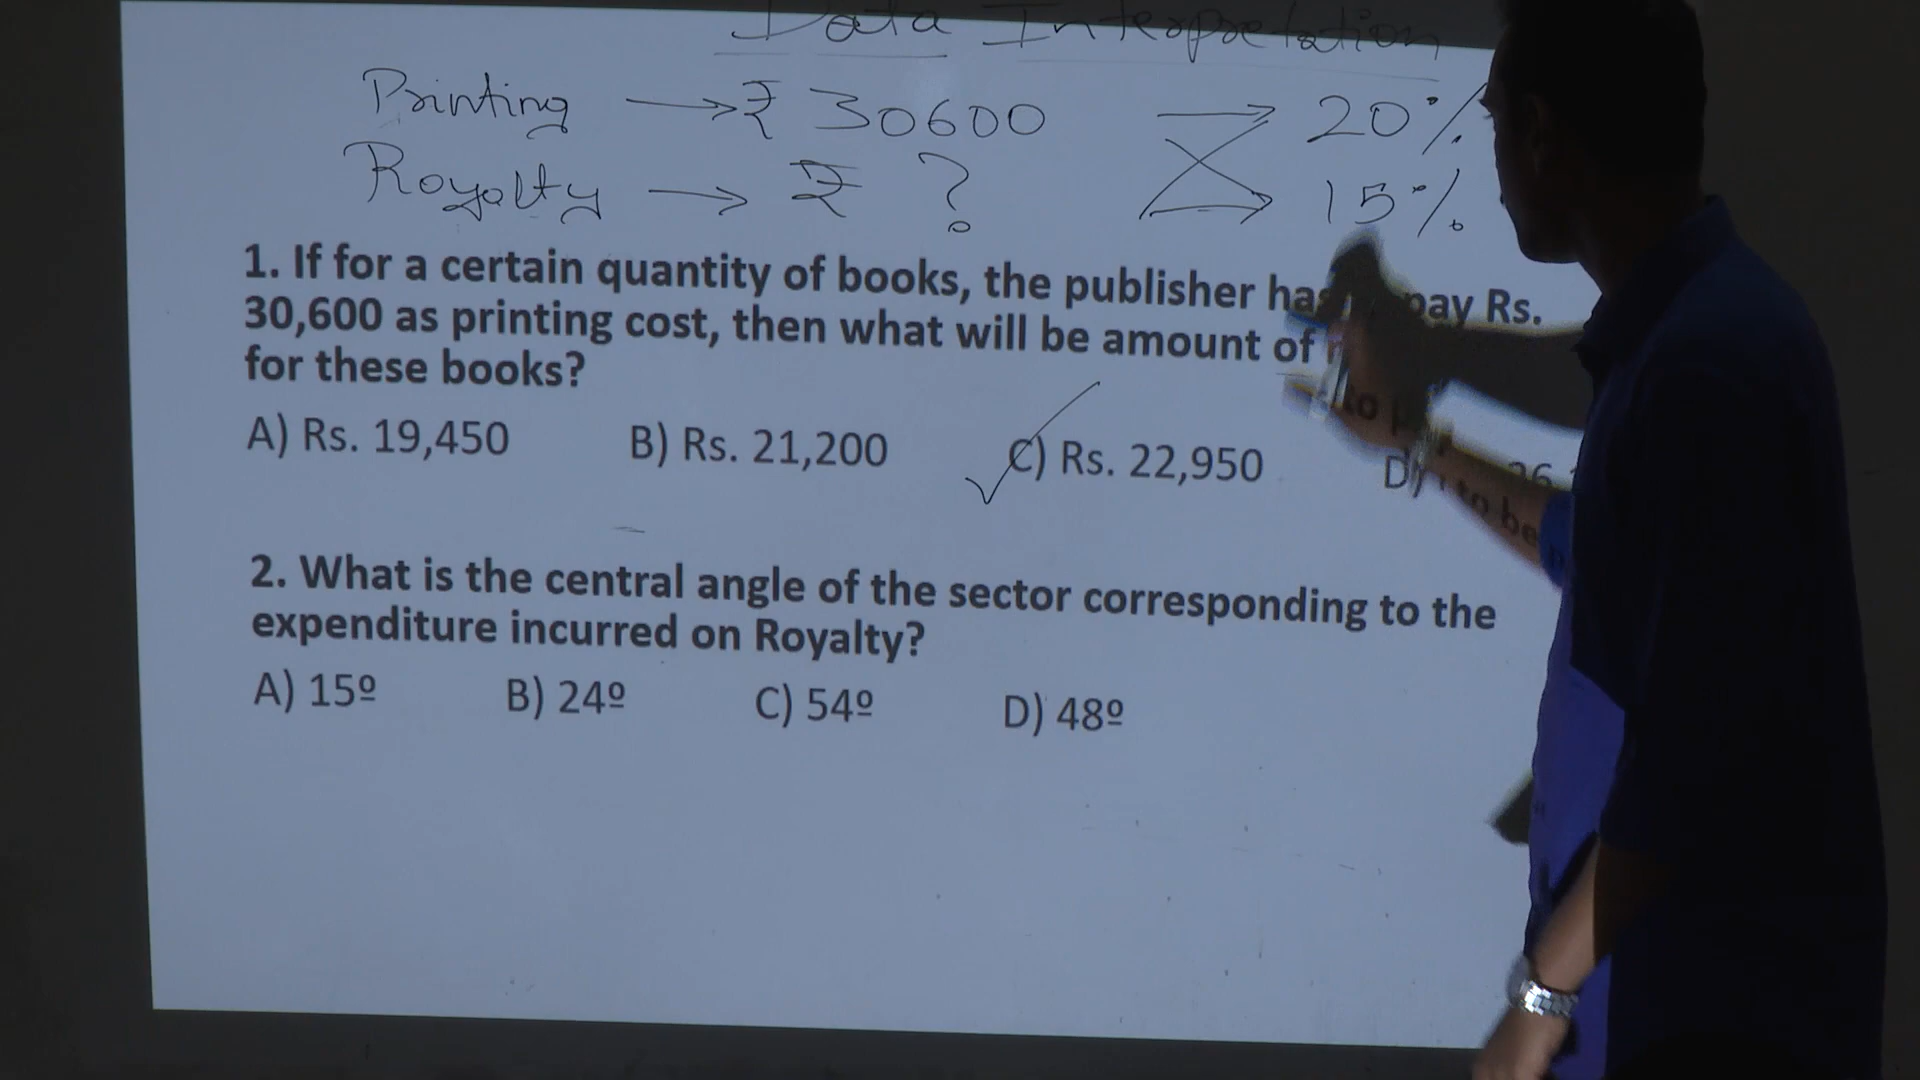 Data Interpretation
Printing → ₹ 30600 → 20%
Royalty → ₹ ? → 15%
1. If for a certain quantity of books, the publisher has pay Rs.
30,600 as printing cost, then what will be amount of
for these books?
A) Rs. 19,450 B) Rs. 21,200 C) Rs. 22,950 D)
2. What is the central angle of the sector corresponding to the
expenditure incurred on Royalty?
A) 15º B) 24º C) 54º D) 48º